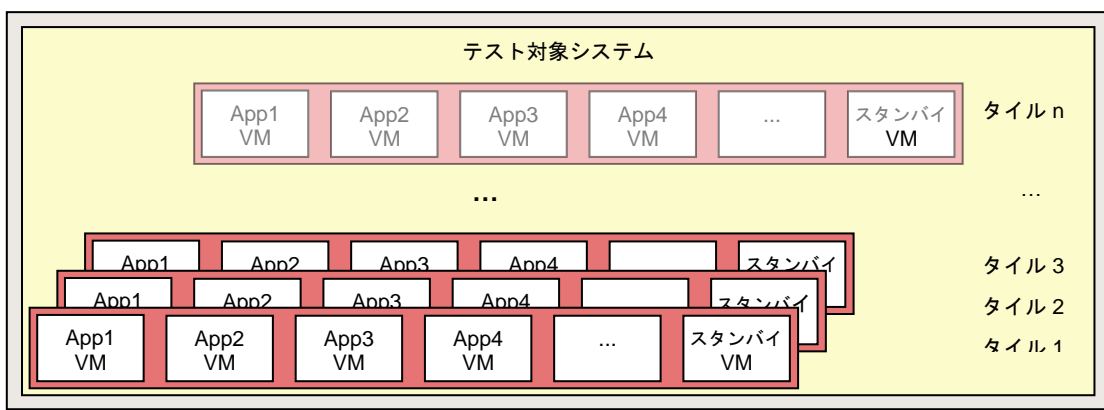 テスト対象システム
App1 VM App2 VM App3 VM App4 VM ... スタンバイ VM タイル n
... ...
App1 App2 App3 App4 スタンバイ タイル 3
App1 App2 App3 App4 スタンバイ タイル 2
App1 VM App2 VM App3 VM App4 VM ... スタンバイ VM タイル 1